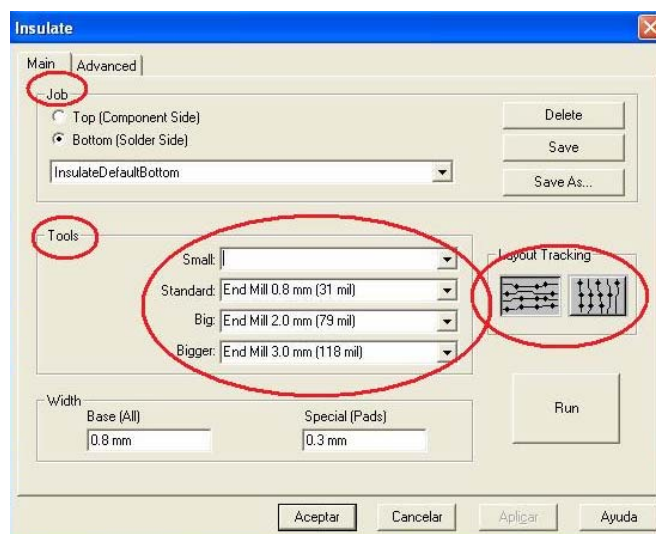 Insulate
Main Advanced
Job
Top (Component Side)
Bottom (Solder Side)
InsulateDefaultBottom
Delete
Save
Save As...
Tools
Small:
Standard: End Mill 0.8 mm (31 mil)
Big: End Mill 2.0 mm (79 mil)
Bigger: End Mill 3.0 mm (118 mil)
Layout Tracking
Width
Base (All) Special (Pads)
0.8 mm 0.3 mm
Run
Aceptar Cancelar Aplicar Ayuda